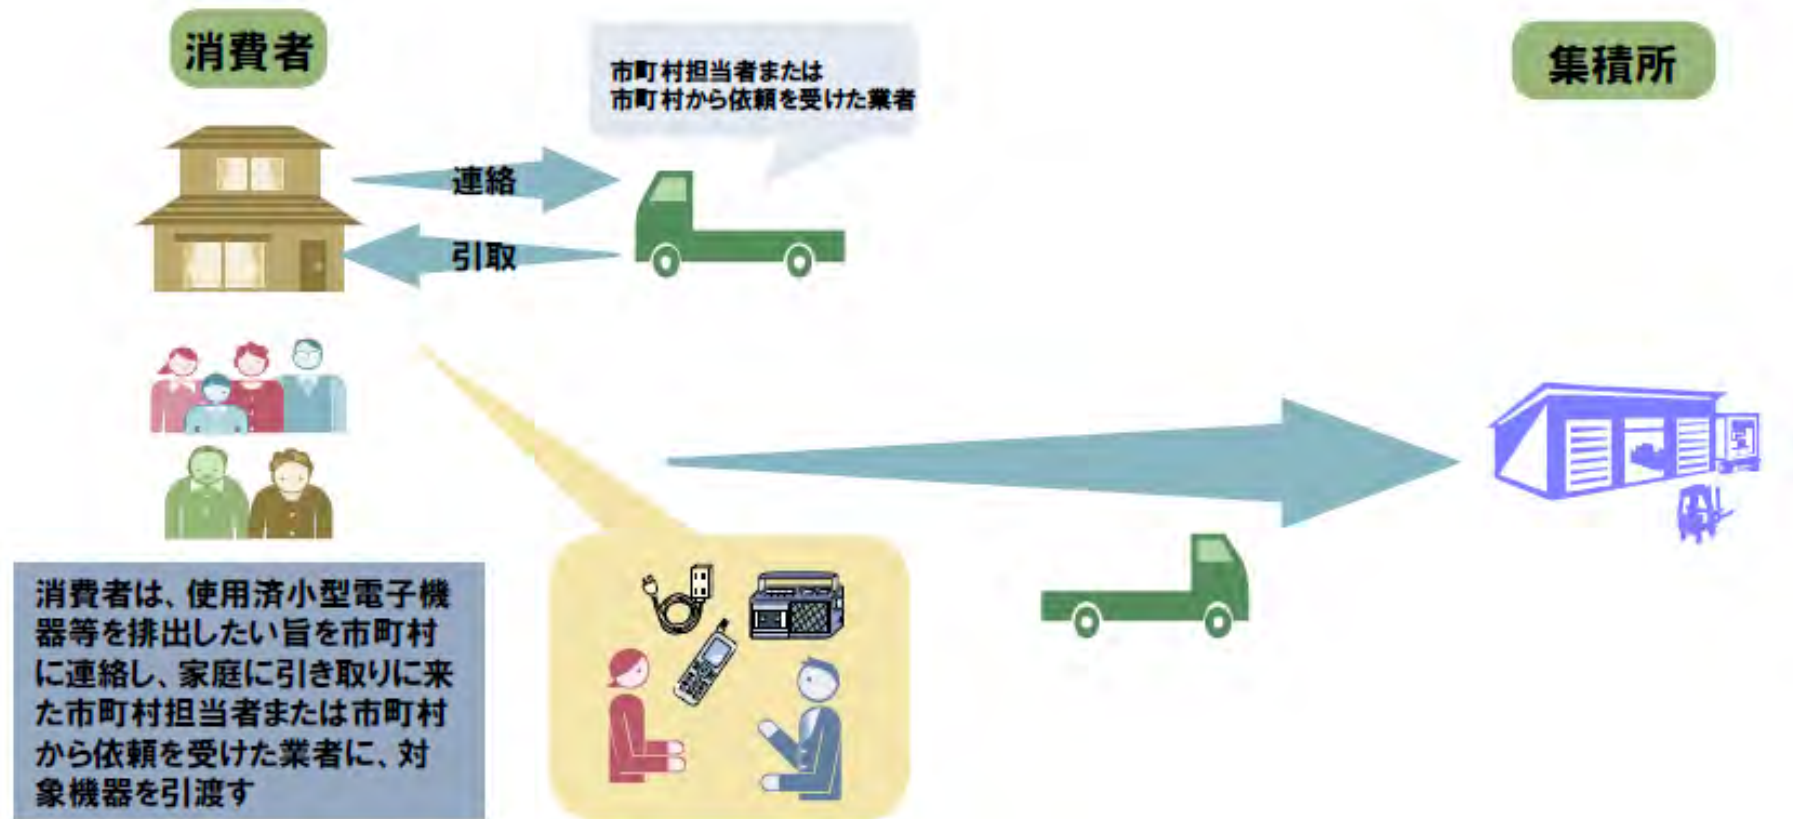 消費者
市町村担当者または
市町村から依頼を受けた業者
集積所
連絡
引取
消費者は、使用済小型電子機
器等を排出したい旨を市町村
に連絡し、家庭に引き取りに来
た市町村担当者または市町村
から依頼を受けた業者に、対
象機器を引渡す